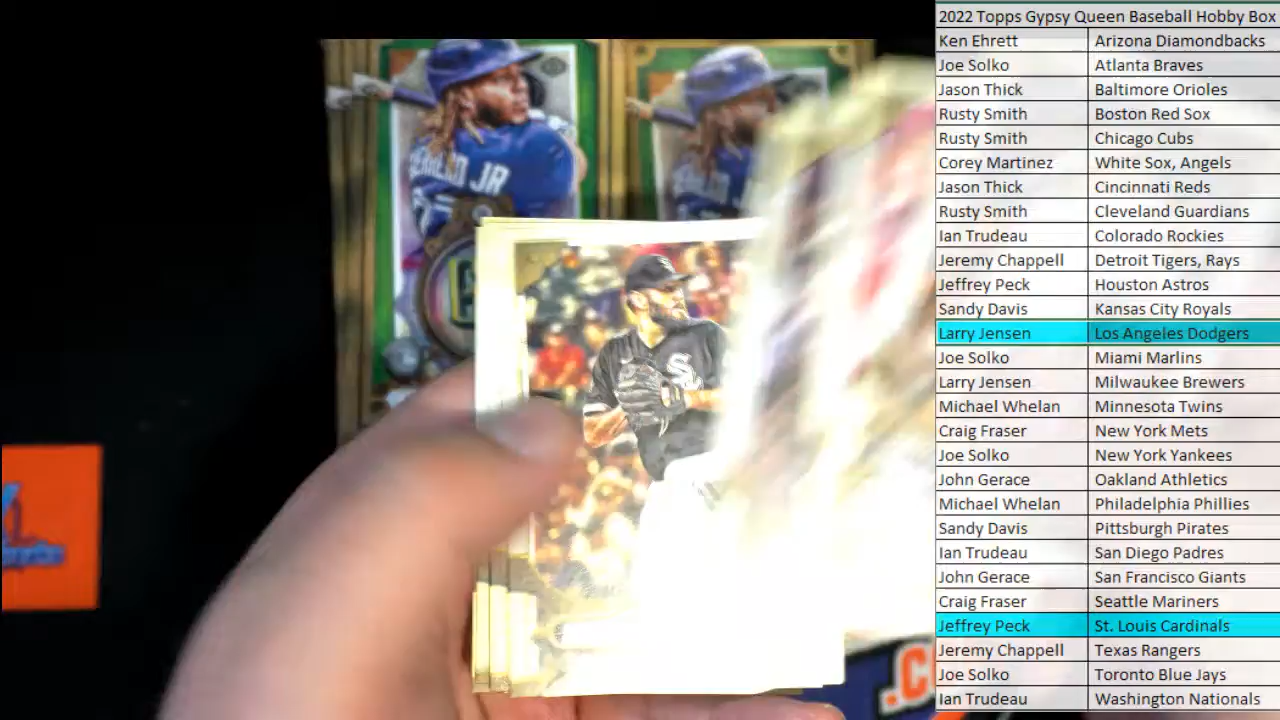 2022 Topps Gypsy Queen Baseball Hobby Box
Ken Ehrett Arizona Diamondbacks
Joe Solko Atlanta Braves
Jason Thick Baltimore Orioles
Rusty Smith Boston Red Sox
Rusty Smith Chicago Cubs
Corey Martinez White Sox, Angels
Jason Thick Cincinnati Reds
Rusty Smith Cleveland Guardians
Ian Trudeau Colorado Rockies
Jeremy Chappell Detroit Tigers, Rays
Jeffrey Peck Houston Astros
Sandy Davis Kansas City Royals
Larry Jensen Los Angeles Dodgers
Joe Solko Miami Marlins
Larry Jensen Milwaukee Brewers
Michael Whelan Minnesota Twins
Craig Fraser New York Mets
Joe Solko New York Yankees
John Gerace Oakland Athletics
Michael Whelan Philadelphia Phillies
Sandy Davis Pittsburgh Pirates
Ian Trudeau San Diego Padres
John Gerace San Francisco Giants
Craig Fraser Seattle Mariners
Jeffrey Peck St. Louis Cardinals
Jeremy Chappell Texas Rangers
Joe Solko Toronto Blue Jays
Ian Trudeau Washington Nationals
JR
.C